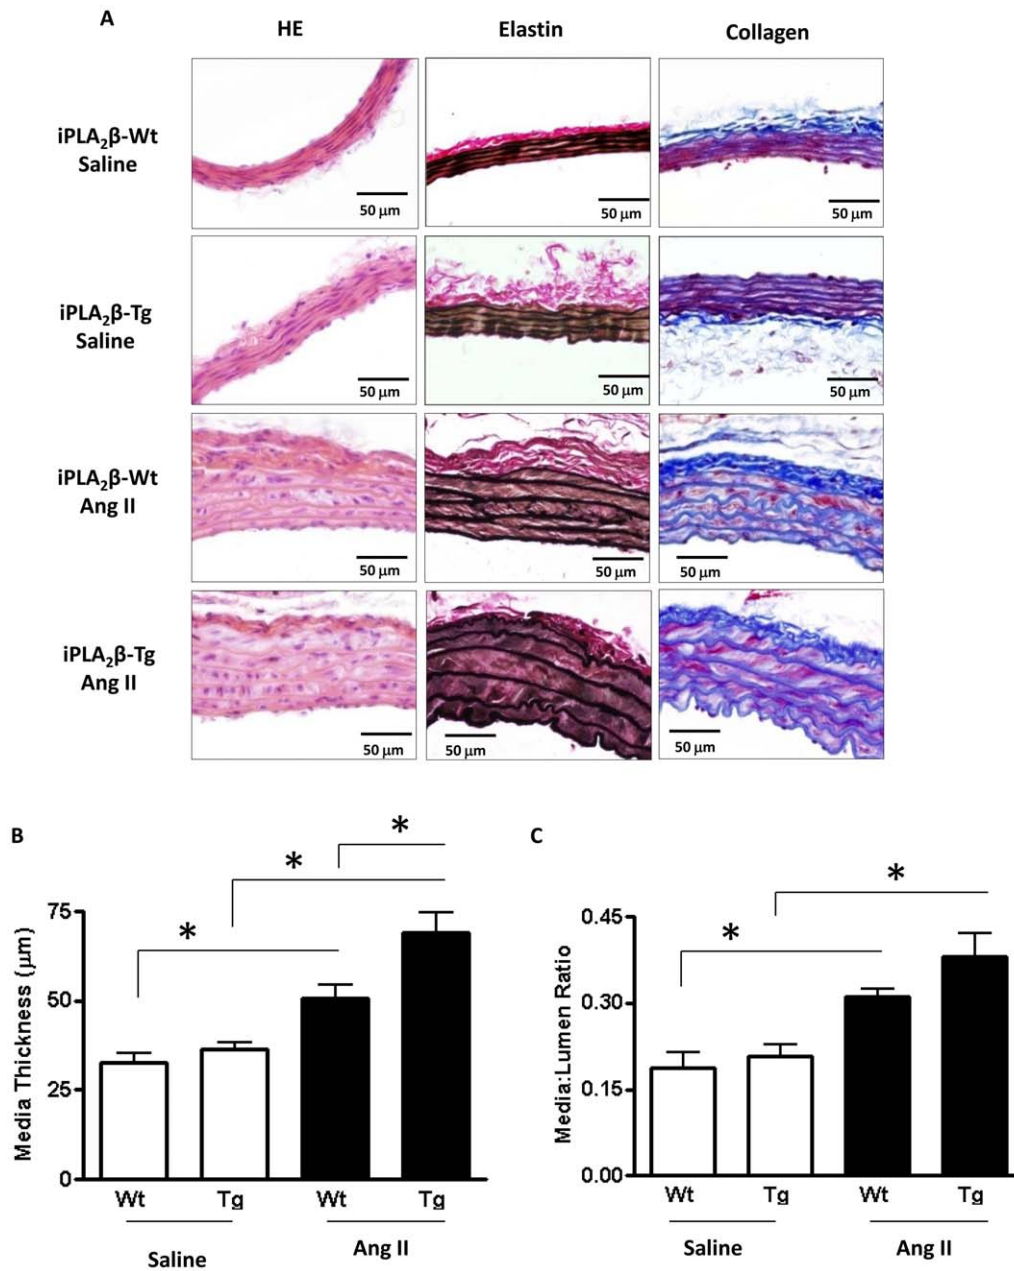 A
HE
Elastin
Collagen
iPLA₂β-Wt
Saline
50 µm
50 µm
50 µm
iPLA₂β-Tg
Saline
50 µm
50 µm
50 µm
iPLA₂β-Wt
Ang II
50 µm
50 µm
50 µm
iPLA₂β-Tg
Ang II
50 µm
50 µm
50 µm
B
*
*
*
Media Thickness (µm)
75
50
25
0
Wt
Tg
Wt
Tg
Saline
Ang II
C
*
*
Media:Lumen Ratio
0.45
0.30
0.15
0.00
Wt
Tg
Wt
Tg
Saline
Ang II